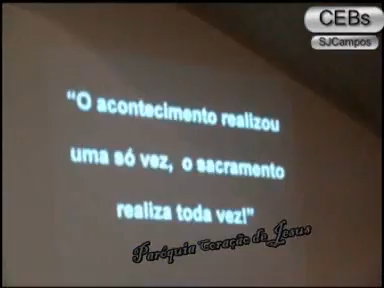 CEBs
SJCampos
“O acontecimento realizou
uma só vez, o sacramento
realiza toda vez!”
Paróquia Coração de Jesus